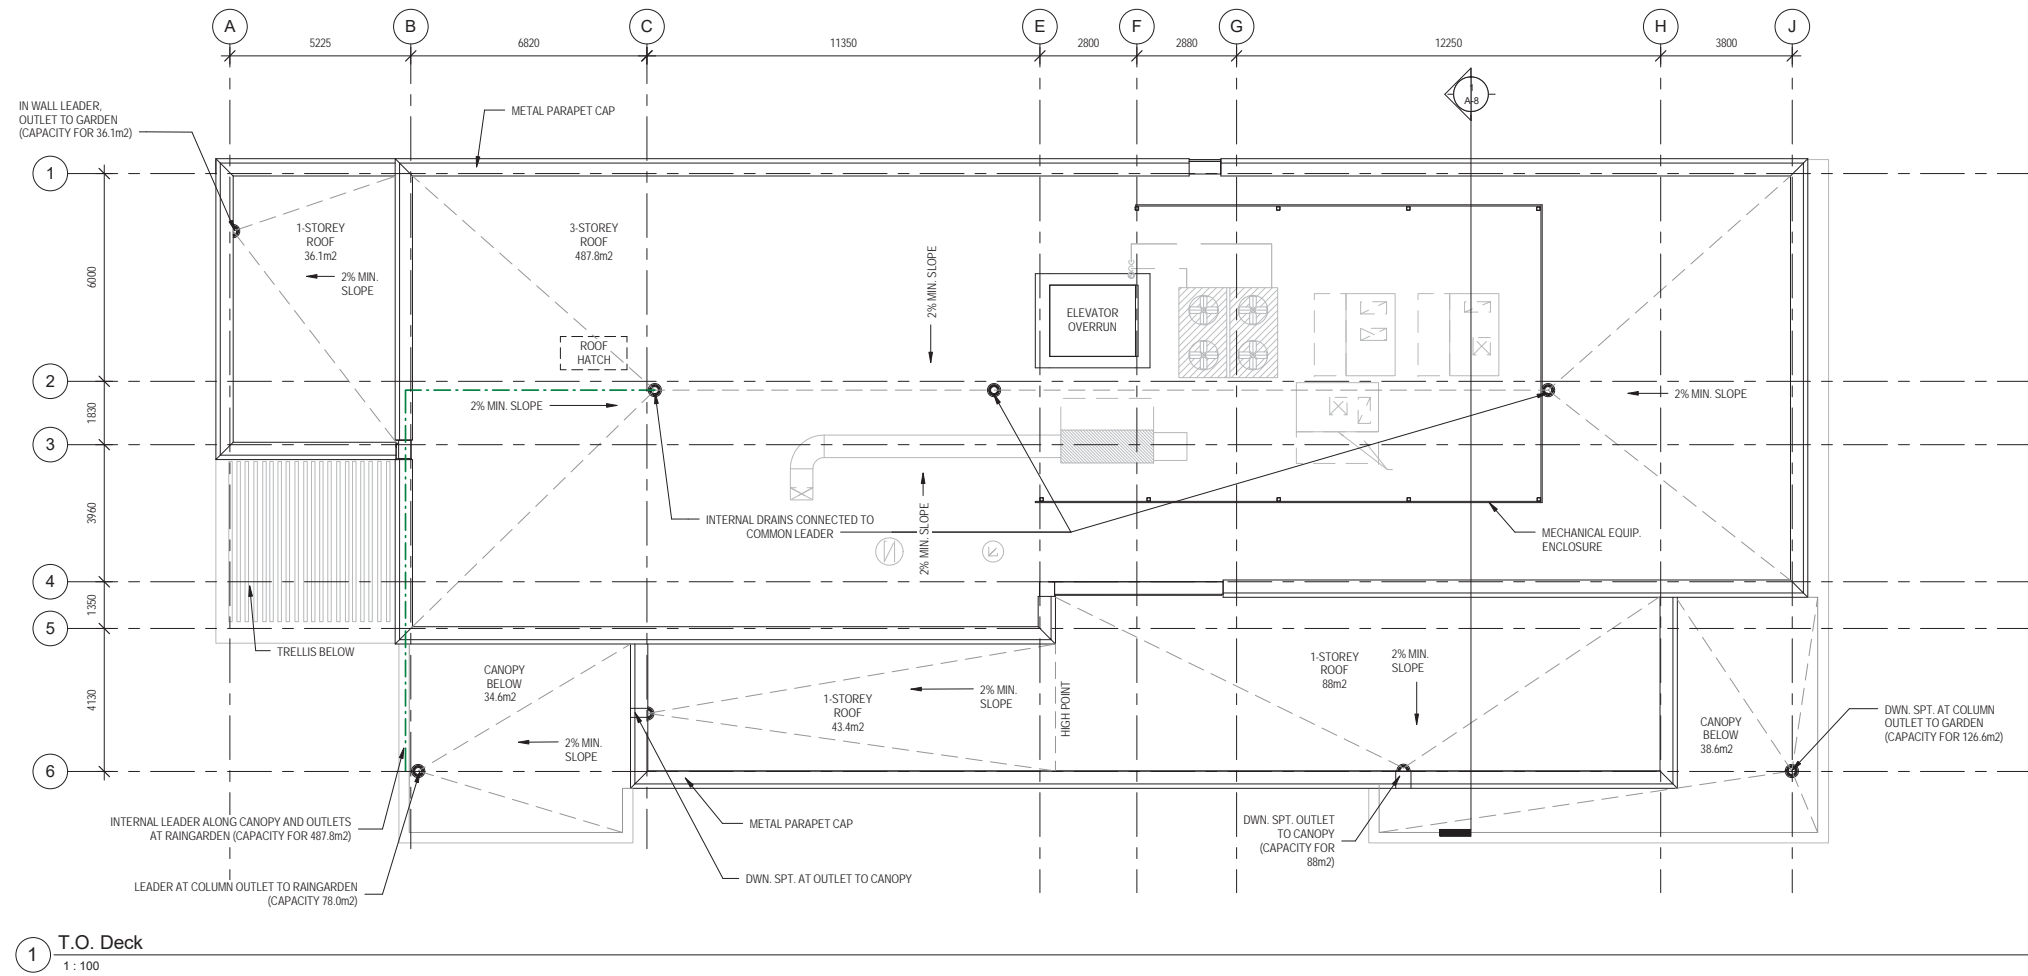 A
B
C
E
F
G
H
J
5225
6820
11350
2800
2880
12250
3800
1
A-8
IN WALL LEADER,
OUTLET TO GARDEN
(CAPACITY FOR 36.1m2)
METAL PARAPET CAP
1
2
3
4
5
6
6000
1830
3960
1350
4130
1-STOREY
ROOF
36.1m2
2% MIN.
SLOPE
3-STOREY
ROOF
487.8m2
2% MIN. SLOPE
ELEVATOR
OVERRUN
ROOF
HATCH
2% MIN. SLOPE
2% MIN. SLOPE
2% MIN. SLOPE
INTERNAL DRAINS CONNECTED TO
COMMON LEADER
MECHANICAL EQUIP.
ENCLOSURE
TRELLIS BELOW
CANOPY
BELOW
34.6m2
2% MIN.
SLOPE
1-STOREY
ROOF
43.4m2
2% MIN.
SLOPE
HIGH POINT
1-STOREY
ROOF
88m2
2% MIN.
SLOPE
CANOPY
BELOW
38.6m2
DWN. SPT. AT COLUMN
OUTLET TO GARDEN
(CAPACITY FOR 126.6m2)
INTERNAL LEADER ALONG CANOPY AND OUTLETS
AT RAINGARDEN (CAPACITY FOR 487.8m2)
METAL PARAPET CAP
DWN. SPT. OUTLET
TO CANOPY
(CAPACITY FOR
88m2)
LEADER AT COLUMN OUTLET TO RAINGARDEN
(CAPACITY 78.0m2)
DWN. SPT. AT OUTLET TO CANOPY
1
T.O. Deck
1 : 100